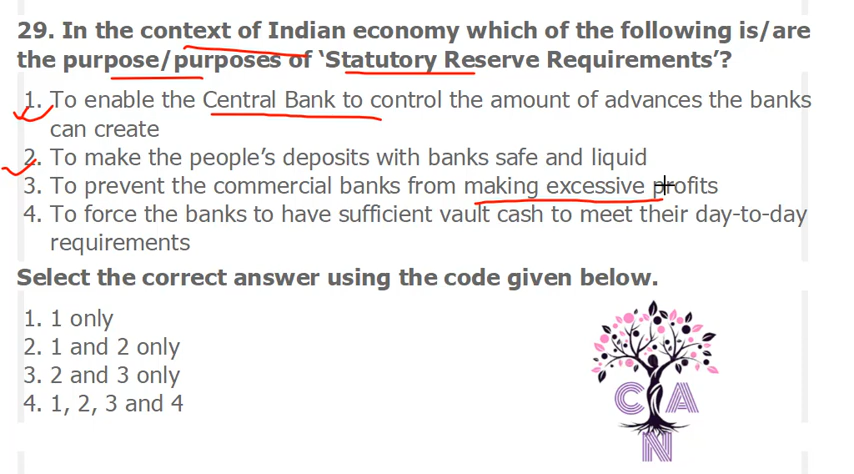 29. In the context of Indian economy which of the following is/are
the purpose/purposes of ‘Statutory Reserve Requirements’?
1. To enable the Central Bank to control the amount of advances the banks
can create
2. To make the people’s deposits with banks safe and liquid
3. To prevent the commercial banks from making excessive profits
4. To force the banks to have sufficient vault cash to meet their day-to-day
requirements
Select the correct answer using the code given below.
1. 1 only
2. 1 and 2 only
3. 2 and 3 only
4. 1, 2, 3 and 4
C A
N